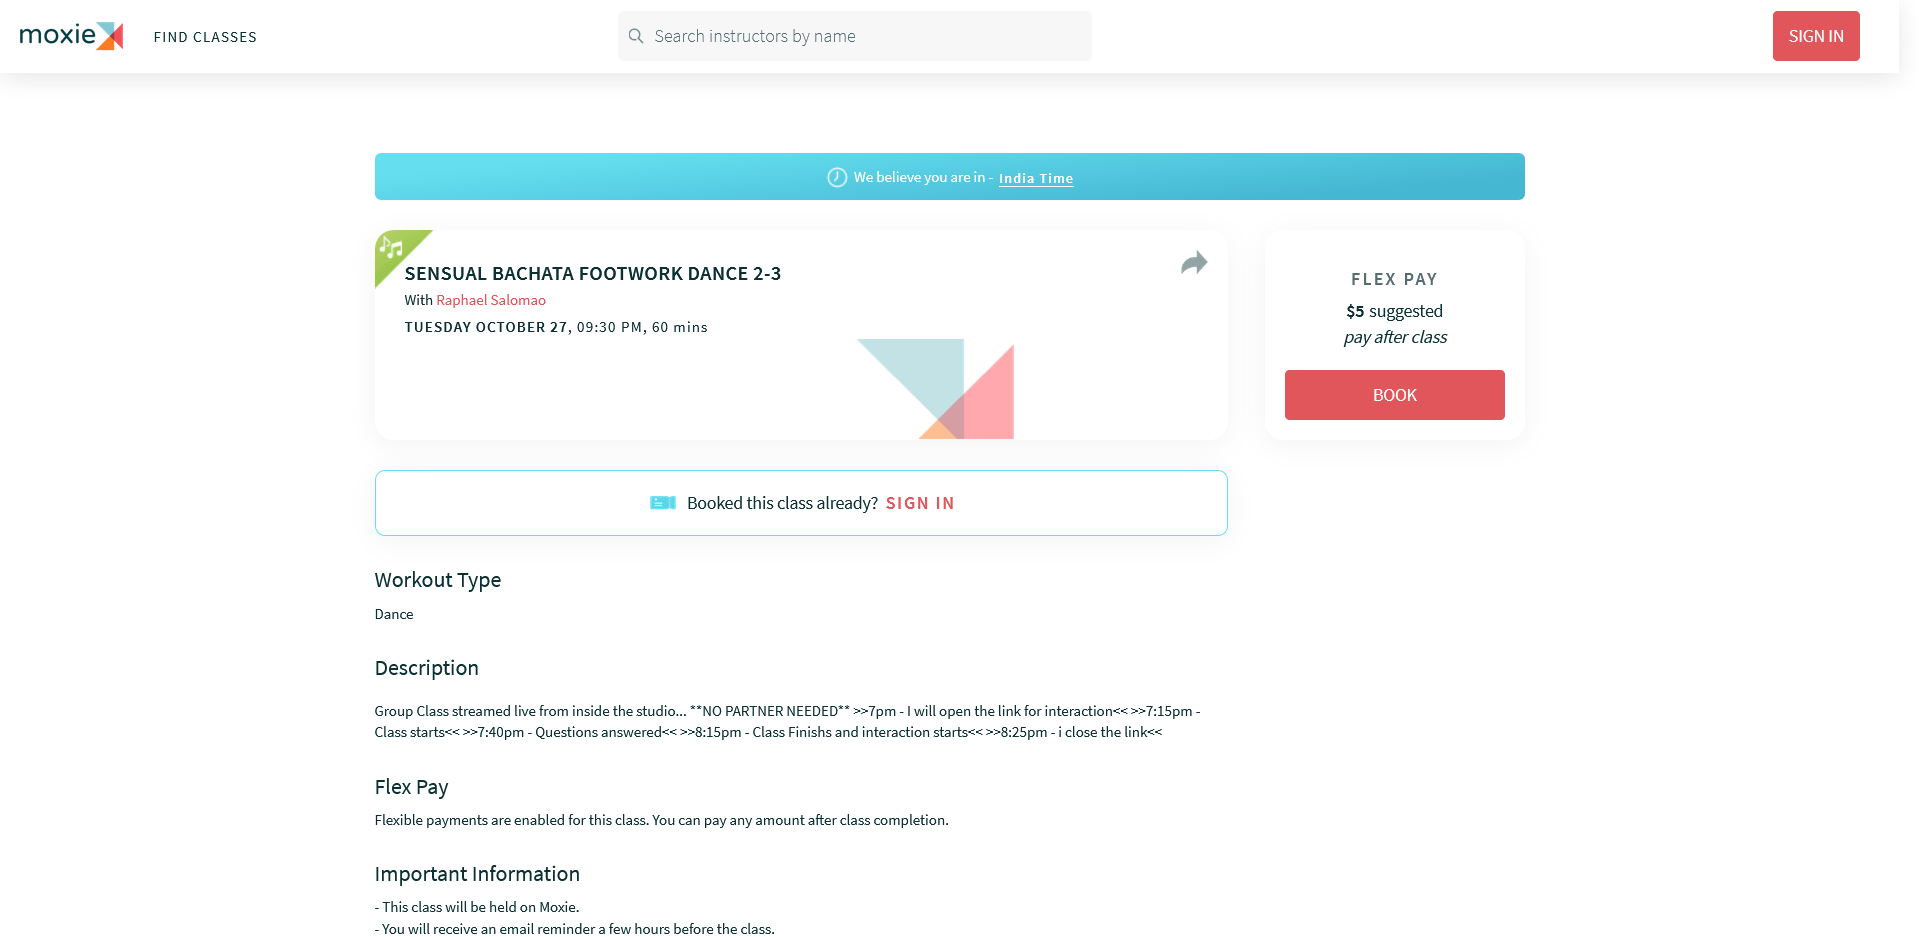 moxie
FIND CLASSES
Search instructors by name
SIGN IN
We believe you are in - India Time
SENSUAL BACHATA FOOTWORK DANCE 2-3
With Raphael Salomao
TUESDAY OCTOBER 27, 09:30 PM, 60 mins
FLEX PAY
$5 suggested
pay after class
BOOK
Booked this class already? SIGN IN
Workout Type
Dance
Description
Group Class streamed live from inside the studio... **NO PARTNER NEEDED** >>7pm - I will open the link for interaction<< >>7:15pm -
Class starts<< >>7:40pm - Questions answered<< >>8:15pm - Class Finishs and interaction starts<< >>8:25pm - i close the link<<
Flex Pay
Flexible payments are enabled for this class. You can pay any amount after class completion.
Important Information
- This class will be held on Moxie.
- You will receive an email reminder a few hours before the class.